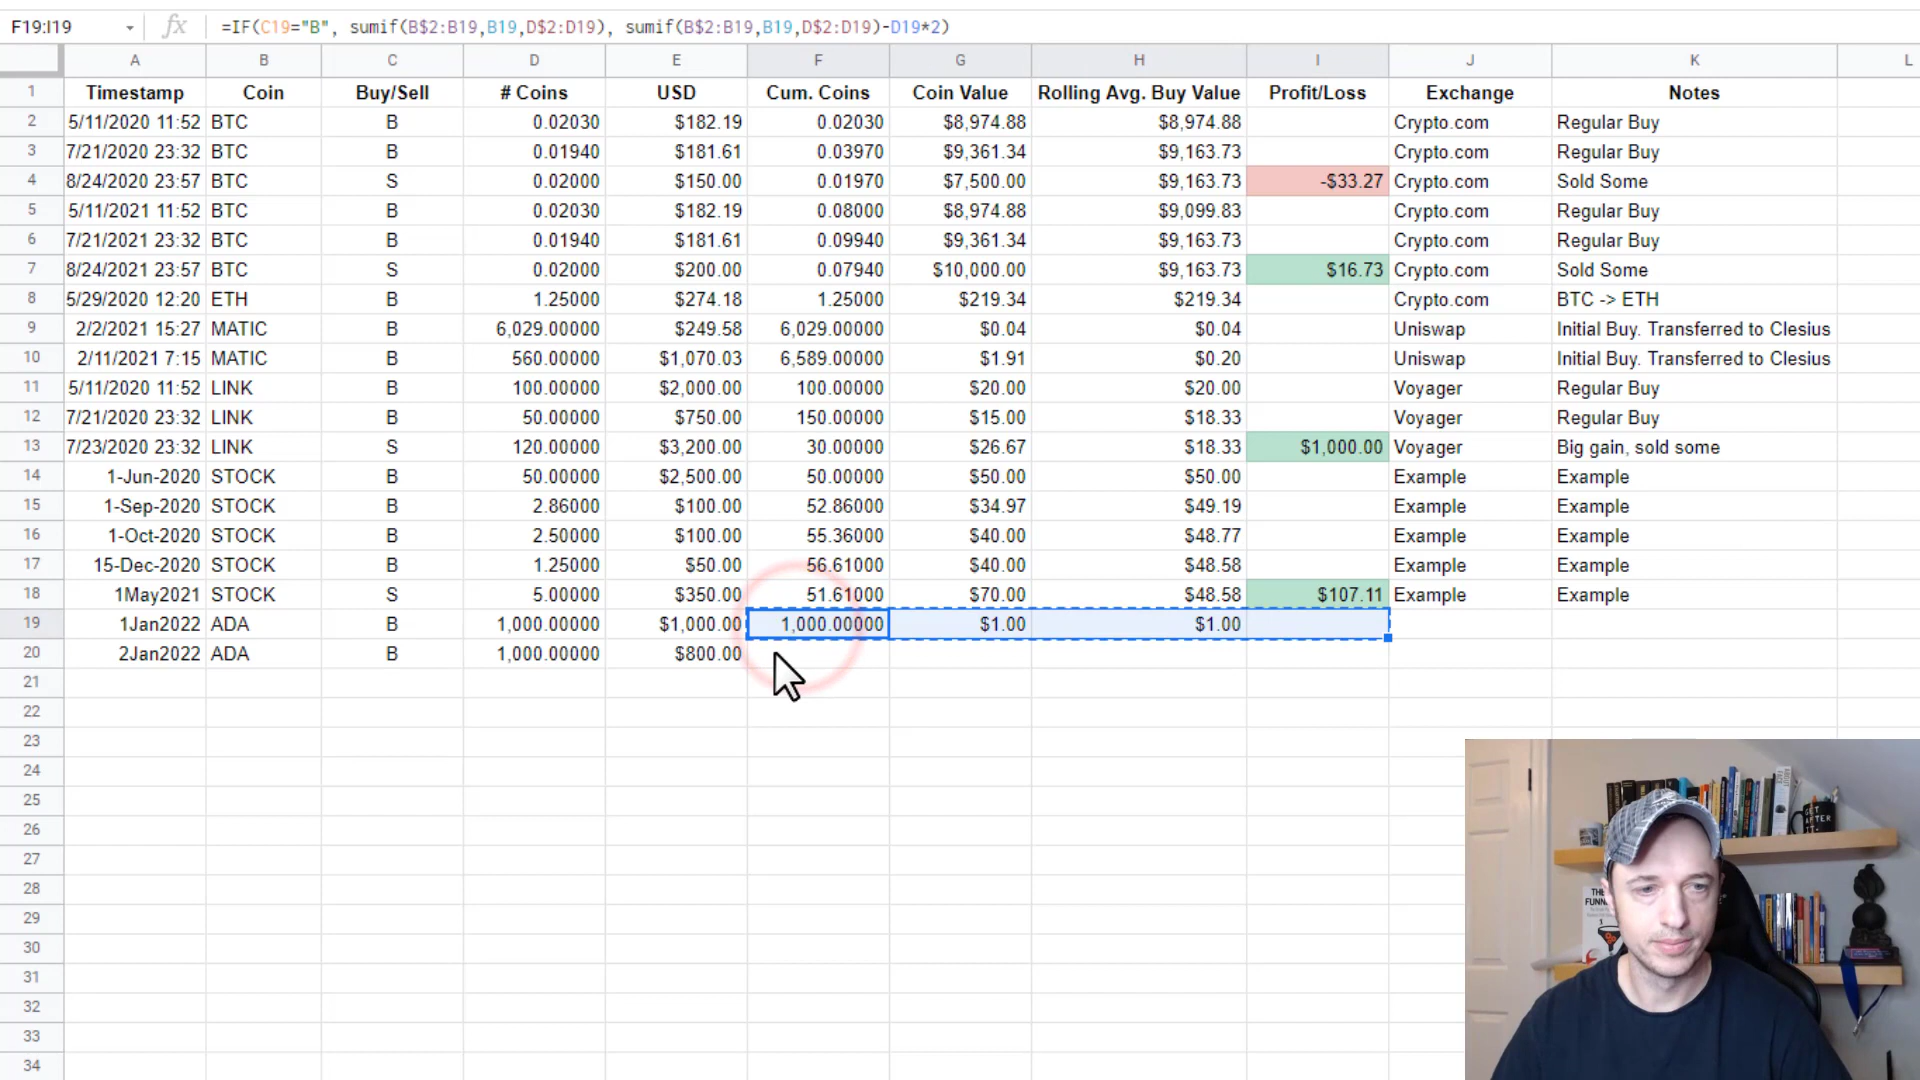 F19:I19 fx =IF(C19="B", sumif(B$2:B19,B19,D$2:D19), sumif(B$2:B19,B19,D$2:D19)-D19*2)
A B C D E F G H I J K L
1 Timestamp Coin Buy/Sell # Coins USD Cum. Coins Coin Value Rolling Avg. Buy Value Profit/Loss Exchange Notes
2 5/11/2020 11:52 BTC B 0.02030 $182.19 0.02030 $8,974.88 $8,974.88 Crypto.com Regular Buy
3 7/21/2020 23:32 BTC B 0.01940 $181.61 0.03970 $9,361.34 $9,163.73 Crypto.com Regular Buy
4 8/24/2020 23:57 BTC S 0.02000 $150.00 0.01970 $7,500.00 $9,163.73 -$33.27 Crypto.com Sold Some
5 5/11/2021 11:52 BTC B 0.02030 $182.19 0.08000 $8,974.88 $9,099.83 Crypto.com Regular Buy
6 7/21/2021 23:32 BTC B 0.01940 $181.61 0.09940 $9,361.34 $9,163.73 Crypto.com Regular Buy
7 8/24/2021 23:57 BTC S 0.02000 $200.00 0.07940 $10,000.00 $9,163.73 $16.73 Crypto.com Sold Some
8 5/29/2020 12:20 ETH B 1.25000 $274.18 1.25000 $219.34 $219.34 Crypto.com BTC -> ETH
9 2/2/2021 15:27 MATIC B 6,029.00000 $249.58 6,029.00000 $0.04 $0.04 Uniswap Initial Buy. Transferred to Clesius
10 2/11/2021 7:15 MATIC B 560.00000 $1,070.03 6,589.00000 $1.91 $0.20 Uniswap Initial Buy. Transferred to Clesius
11 5/11/2020 11:52 LINK B 100.00000 $2,000.00 100.00000 $20.00 $20.00 Voyager Regular Buy
12 7/21/2020 23:32 LINK B 50.00000 $750.00 150.00000 $15.00 $18.33 Voyager Regular Buy
13 7/23/2020 23:32 LINK S 120.00000 $3,200.00 30.00000 $26.67 $18.33 $1,000.00 Voyager Big gain, sold some
14 1-Jun-2020 STOCK B 50.00000 $2,500.00 50.00000 $50.00 $50.00 Example Example
15 1-Sep-2020 STOCK B 2.86000 $100.00 52.86000 $34.97 $49.19 Example Example
16 1-Oct-2020 STOCK B 2.50000 $100.00 55.36000 $40.00 $48.77 Example Example
17 15-Dec-2020 STOCK B 1.25000 $50.00 56.61000 $40.00 $48.58 Example Example
18 1May2021 STOCK S 5.00000 $350.00 51.61000 $70.00 $48.58 $107.11 Example Example
19 1Jan2022 ADA B 1,000.00000 $1,000.00 1,000.00000 $1.00 $1.00
20 2Jan2022 ADA B 1,000.00000 $800.00
21
22
23
24
25
26
27
28
29
30
31
32
33
34
GET
AFTER
THE
FUNNE